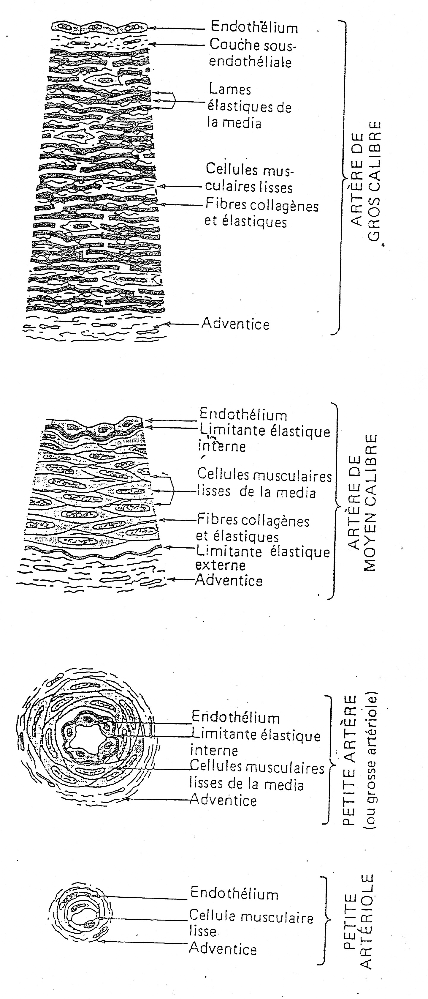 Endothélium
Couche sous-
endothéliale
Lames
élastiques de
la media
Cellules mus-
culaires lisses
Fibres collagènes
et élastiques
Adventice
ARTÈRE DE
GROS CALIBRE
Endothélium
Limitante élastique
interne
Cellules musculaires
lisses de la media
Fibres collagènes
et élastiques
Limitante élastique
externe
Adventice
ARTÈRE DE
MOYEN CALIBRE
Endothélium
Limitante élastique
interne
Cellules musculaires
lisses de la media
Adventice
PETITE ARTÈRE
(ou grosse artériole)
Endothélium
Cellule musculaire
lisse
Adventice
PETITE
ARTÉRIOLE